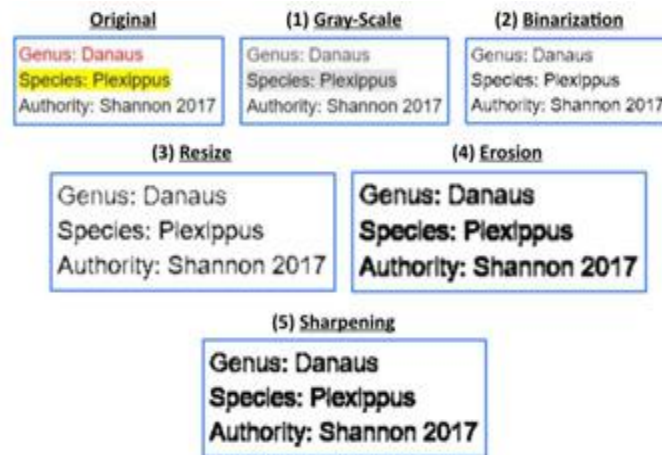 Original
(1) Gray-Scale
(2) Binarization
Genus: Danaus
Species: Plexippus
Authority: Shannon 2017
Genus: Danaus
Species: Plexippus
Authority: Shannon 2017
Genus: Danaus
Species: Plexippus
Authority: Shannon 2017
(3) Resize
(4) Erosion
Genus: Danaus
Species: Plexippus
Authority: Shannon 2017
Genus: Danaus
Species: Plexippus
Authority: Shannon 2017
(5) Sharpening
Genus: Danaus
Species: Plexippus
Authority: Shannon 2017